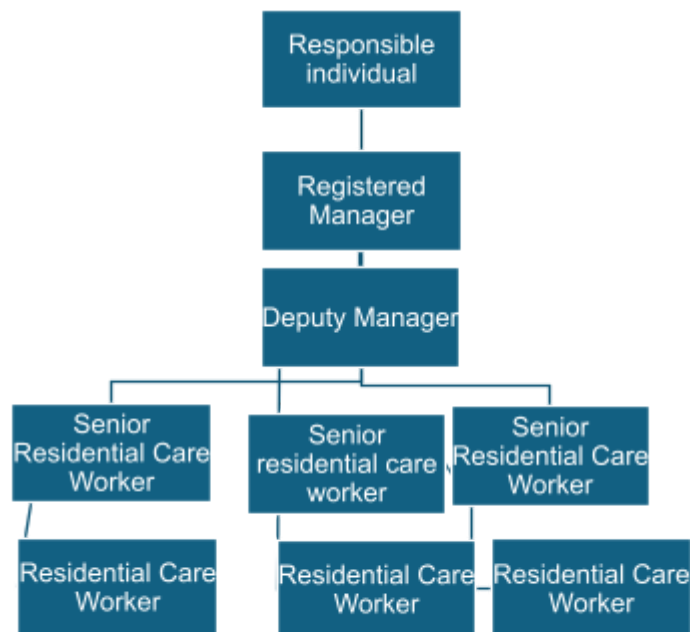 Responsible
individual
Registered
Manager
Deputy Manager
Senior
Residential Care
Worker
Senior
residential care
worker
Senior
Residential Care
Worker
Residential Care
Worker
Residential Care
Worker
Residential Care
Worker